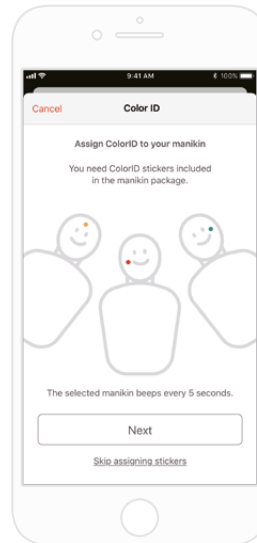 9:41 AM
100%
Cancel
Color ID
Assign ColorID to your manikin
You need ColorID stickers included
in the manikin package.
The selected manikin beeps every 5 seconds.
Next
Skip assigning stickers